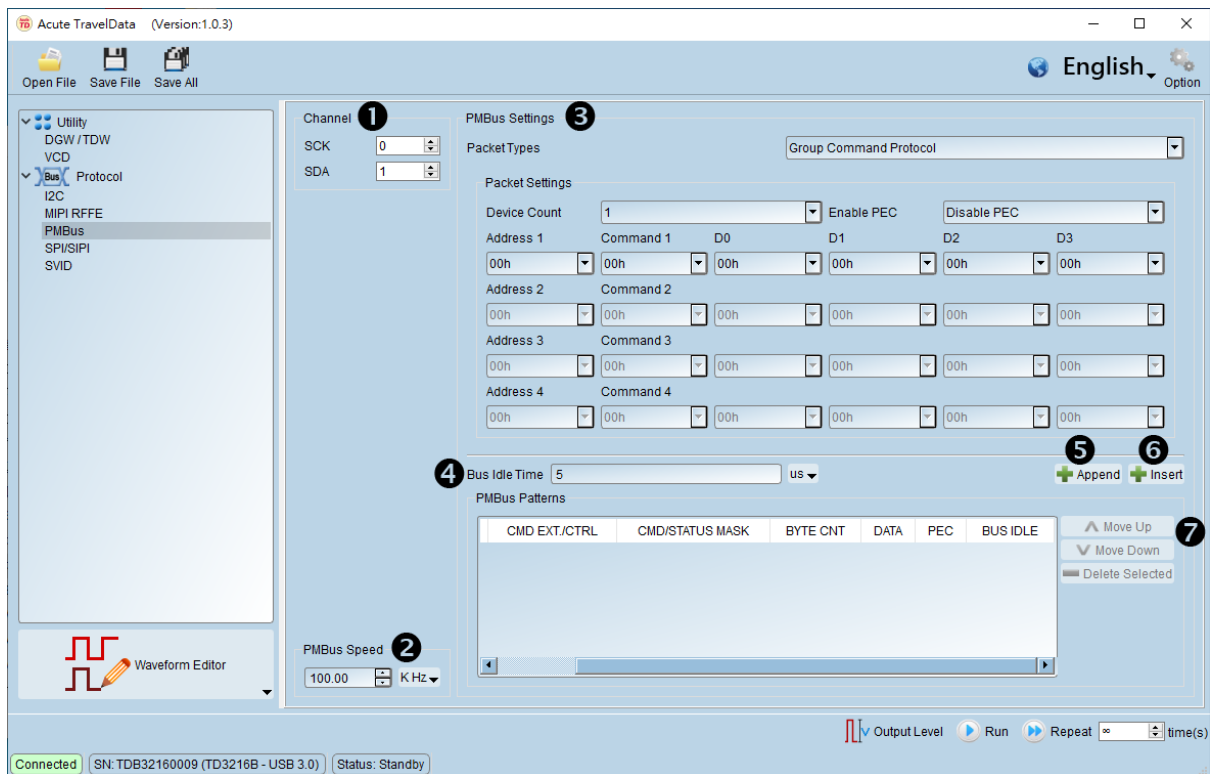 Acute TravelData (Version:1.0.3)
Open File Save File Save All
English
Option
Utility
DGW /TDW
VCD
Bus Protocol
I2C
MIPI RFFE
PMBus
SPI/SIPI
SVID
Waveform Editor
Channel 1
SCK 0
SDA 1
PMBus Speed 2
100.00 K Hz
PMBus Settings 3
Packet Types Group Command Protocol
Packet Settings
Device Count 1 Enable PEC Disable PEC
Address 1 Command 1 D0 D1 D2 D3
00h 00h 00h 00h 00h 00h
Address 2 Command 2
00h 00h 00h 00h 00h 00h
Address 3 Command 3
00h 00h 00h 00h 00h 00h
Address 4 Command 4
00h 00h 00h 00h 00h 00h
5 6
4 Bus Idle Time 5 us Append Insert
PMBus Patterns
CMD EXT./CTRL CMD/STATUS MASK BYTE CNT DATA PEC BUS IDLE
Move Up 7
Move Down
Delete Selected
V Output Level Run Repeat ∞ time(s)
Connected SN: TDB32160009 (TD3216B - USB 3.0) Status: Standby